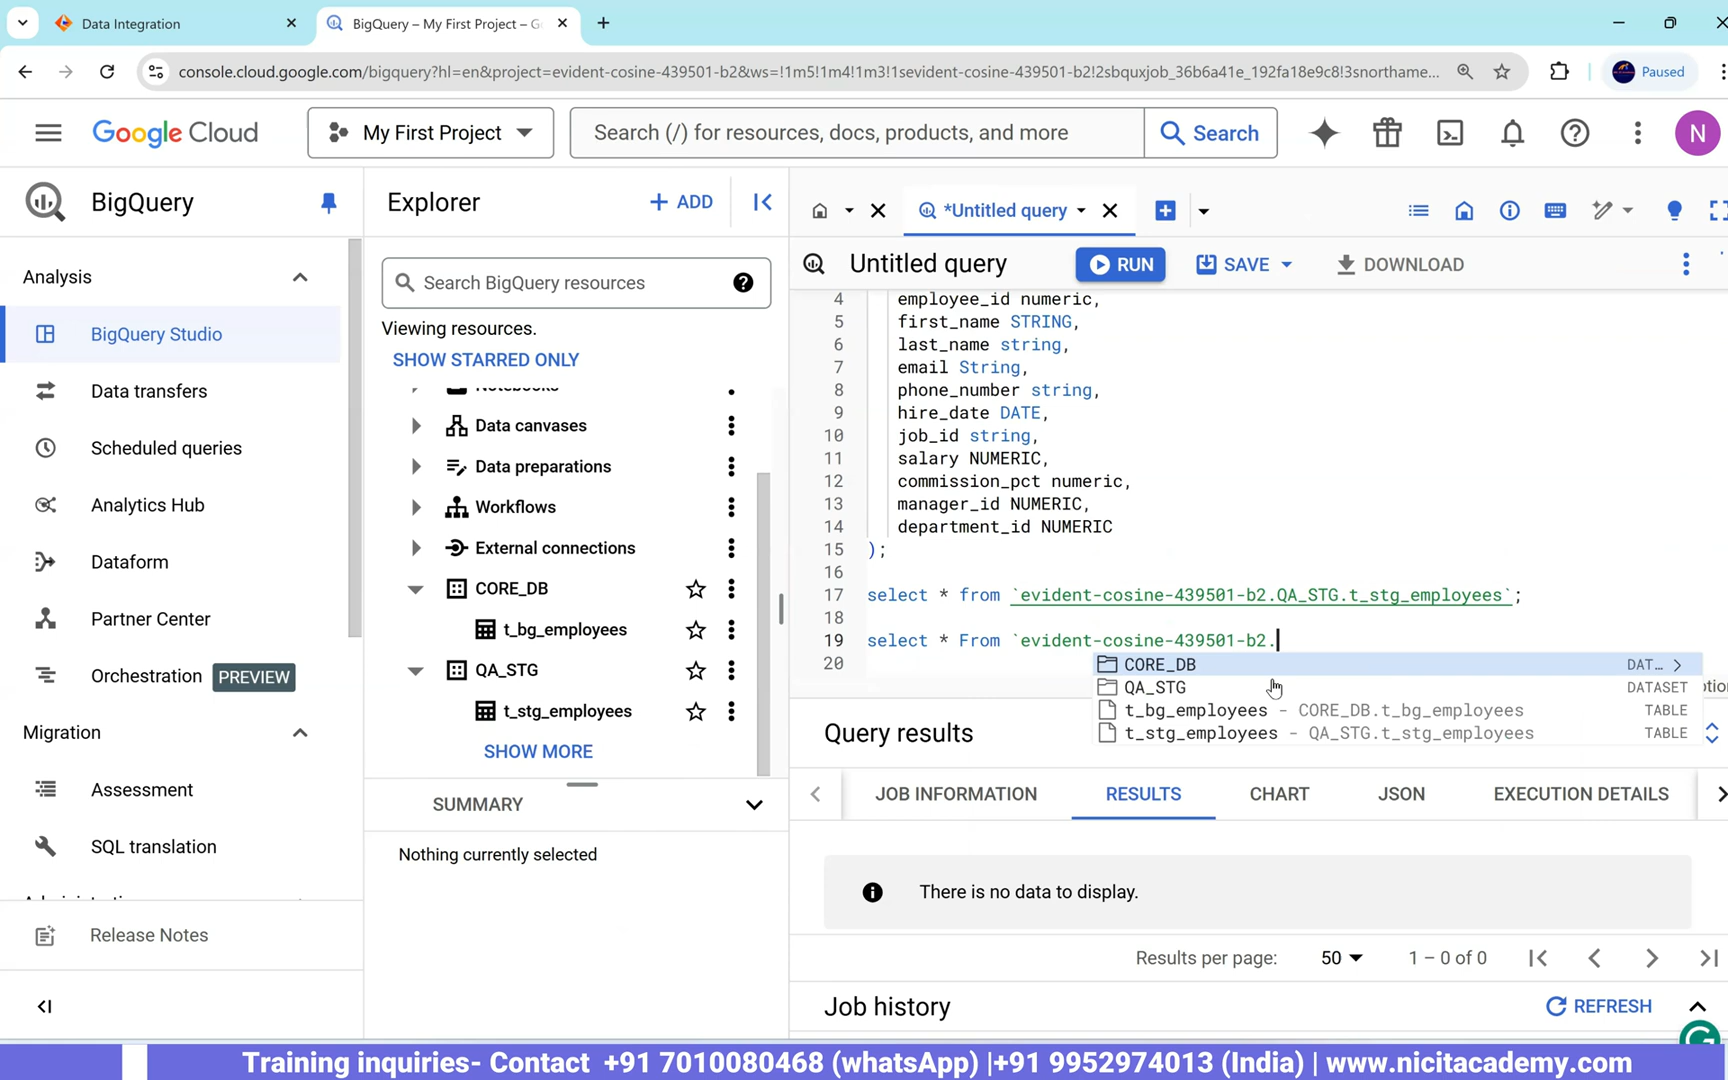 Data Integration
BigQuery – My First Project – G
console.cloud.google.com/bigquery?hl=en&project=evident-cosine-439501-b2&ws=!1m5!1m4!1m3!1sevident-cosine-439501-b2!2sbquxjob_36b6a41e_192fa18e9c8!3snorthame...
Paused
Google Cloud
My First Project
Search (/) for resources, docs, products, and more
Search
N
BigQuery
Analysis
BigQuery Studio
Data transfers
Scheduled queries
Analytics Hub
Dataform
Partner Center
Orchestration PREVIEW
Migration
Assessment
SQL translation
Release Notes
Explorer
+ ADD
Search BigQuery resources
Viewing resources.
SHOW STARRED ONLY
Notebooks
Data canvases
Data preparations
Workflows
External connections
CORE_DB
t_bg_employees
QA_STG
t_stg_employees
SHOW MORE
SUMMARY
Nothing currently selected
*Untitled query
Untitled query
RUN
SAVE
DOWNLOAD
4 employee_id numeric,
5 first_name STRING,
6 last_name string,
7 email String,
8 phone_number string,
9 hire_date DATE,
10 job_id string,
11 salary NUMERIC,
12 commission_pct numeric,
13 manager_id NUMERIC,
14 department_id NUMERIC
15 );
16
17 select * from `evident-cosine-439501-b2.QA_STG.t_stg_employees`;
18
19 select * From `evident-cosine-439501-b2.
20
CORE_DB DAT...
QA_STG DATASET
t_bg_employees – CORE_DB.t_bg_employees TABLE
t_stg_employees – QA_STG.t_stg_employees TABLE
Query results
JOB INFORMATION
RESULTS
CHART
JSON
EXECUTION DETAILS
There is no data to display.
Results per page: 50 1 – 0 of 0
Job history
REFRESH
Training inquiries- Contact +91 7010080468 (whatsApp) |+91 9952974013 (India) | www.nicitacademy.com